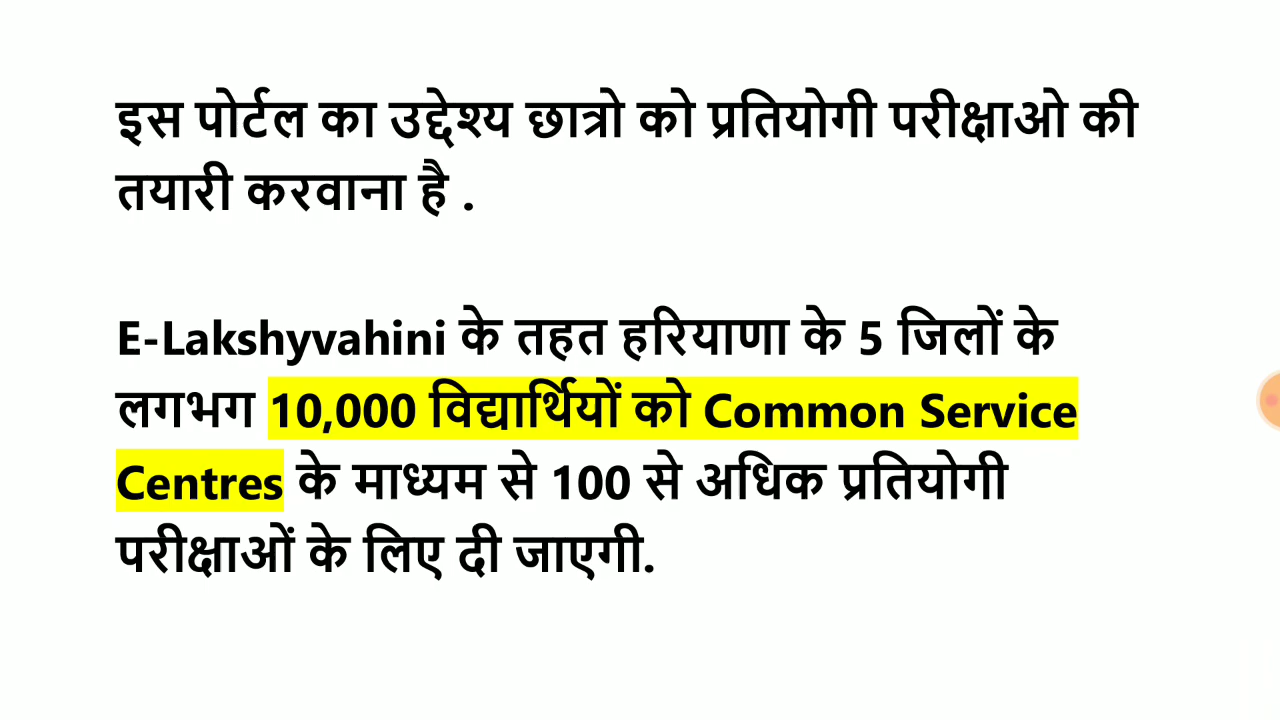 इस पोर्टल का उद्देश्य छात्रो को प्रतियोगी परीक्षाओ की
तयारी करवाना है .
E-Lakshyvahini के तहत हरियाणा के 5 जिलों के
लगभग 10,000 विद्यार्थियों को Common Service
Centres के माध्यम से 100 से अधिक प्रतियोगी
परीक्षाओं के लिए दी जाएगी.